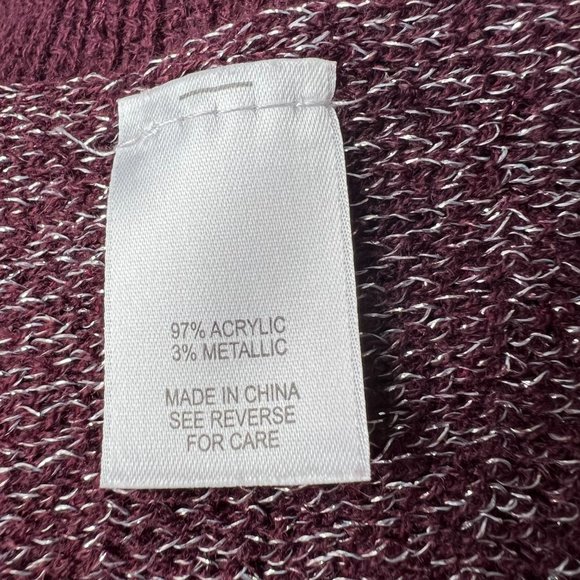 97% ACRYLIC
3% METALLIC
MADE IN CHINA
SEE REVERSE
FOR CARE